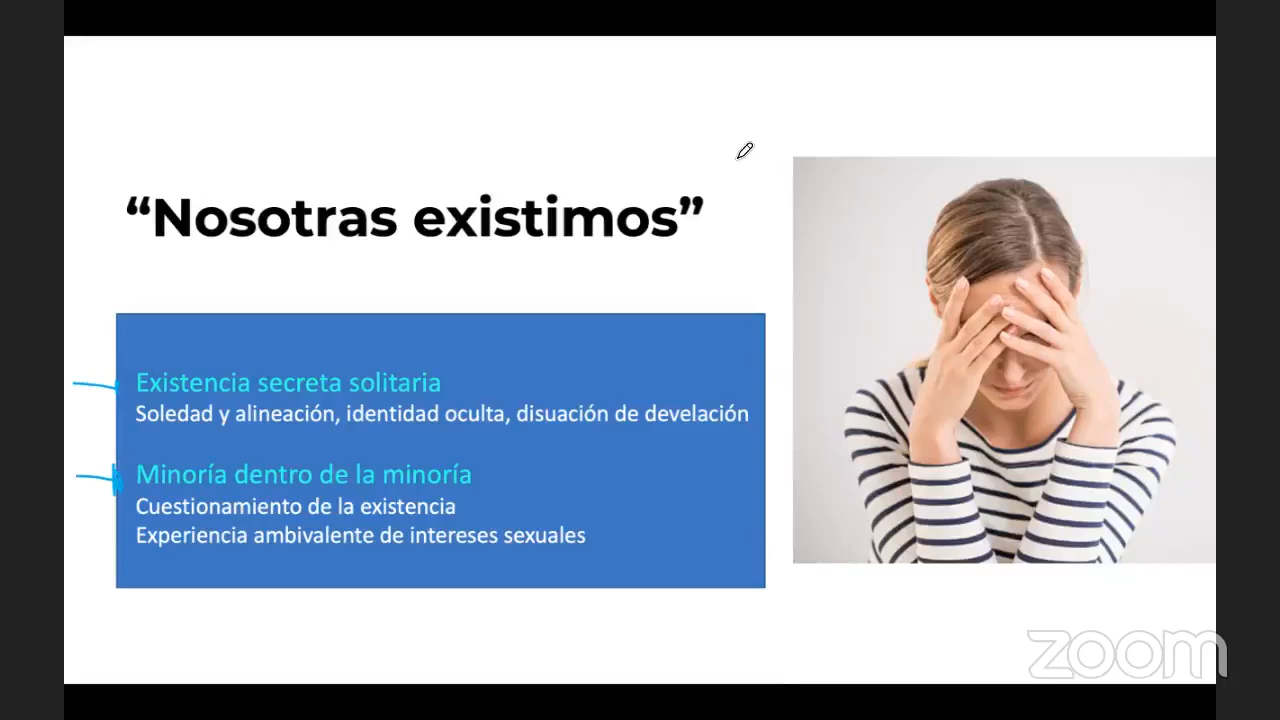 “Nosotras existimos”
Existencia secreta solitaria
Soledad y alineación, identidad oculta, disuación de develación
Minoría dentro de la minoría
Cuestionamiento de la existencia
Experiencia ambivalente de intereses sexuales
zoom